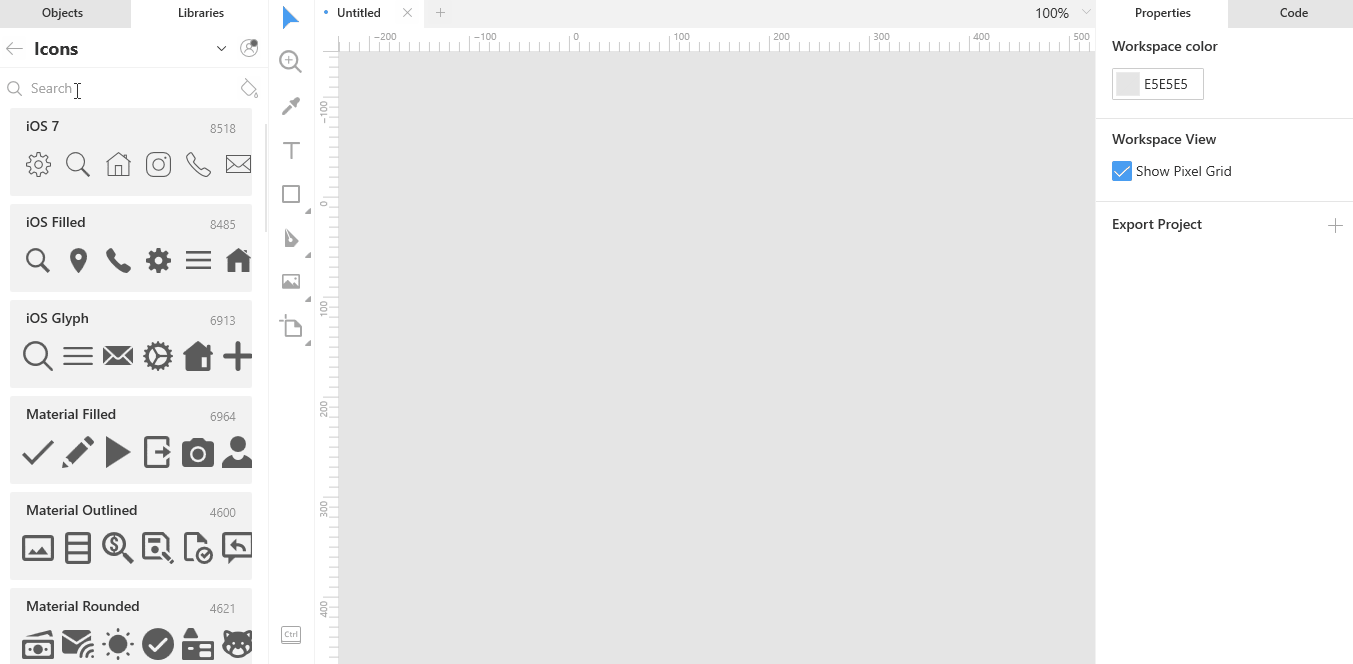 Objects
Libraries
Untitled
100%
Properties
Code
Icons
Search
iOS 7
8518
iOS Filled
8485
iOS Glyph
6913
Material Filled
6964
Material Outlined
4600
Material Rounded
4621
Ctrl
-200
-100
0
100
200
300
400
500
-100
0
100
200
300
400
Workspace color
E5E5E5
Workspace View
Show Pixel Grid
Export Project